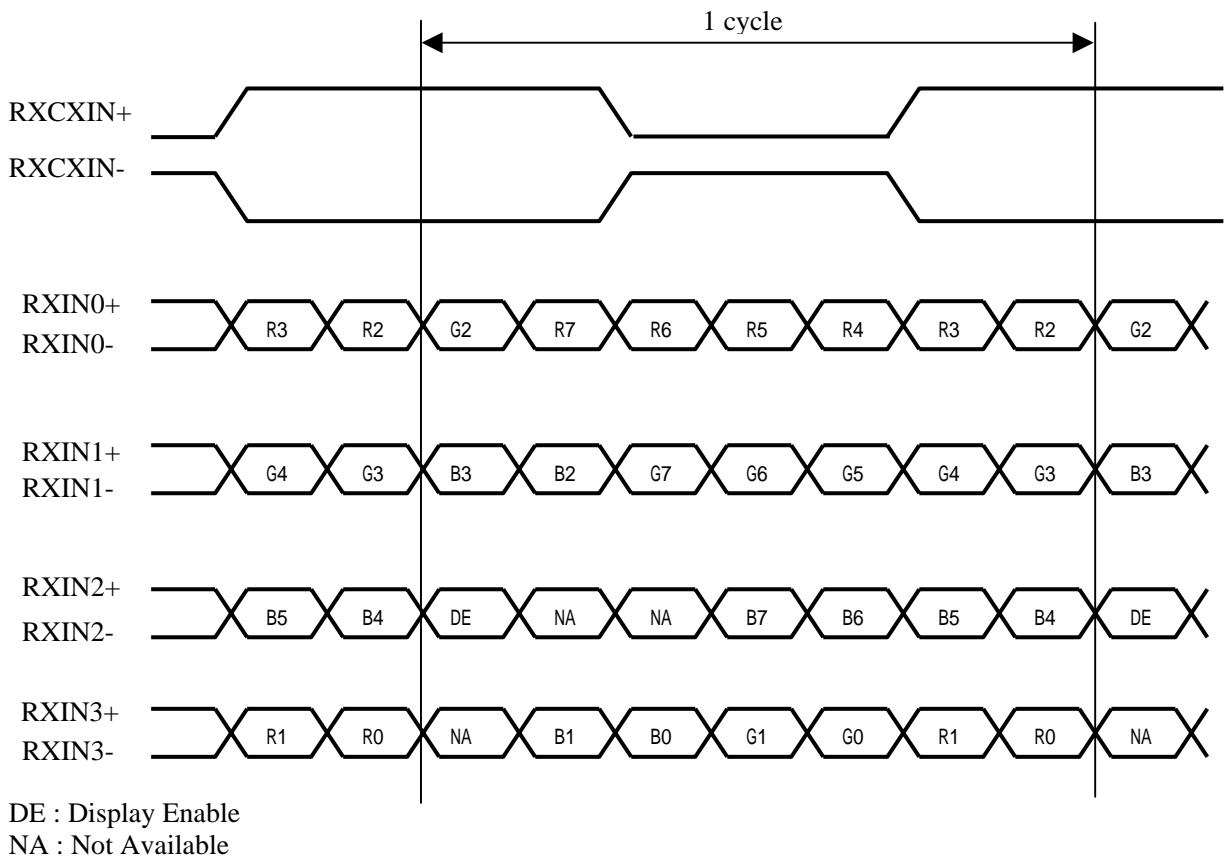 1 cycle
RXCXIN+
RXCXIN-
RXIN0+
RXIN0-
R3 R2 G2 R7 R6 R5 R4 R3 R2 G2
RXIN1+
RXIN1-
G4 G3 B3 B2 G7 G6 G5 G4 G3 B3
RXIN2+
RXIN2-
B5 B4 DE NA NA B7 B6 B5 B4 DE
RXIN3+
RXIN3-
R1 R0 NA B1 B0 G1 G0 R1 R0 NA
DE : Display Enable
NA : Not Available